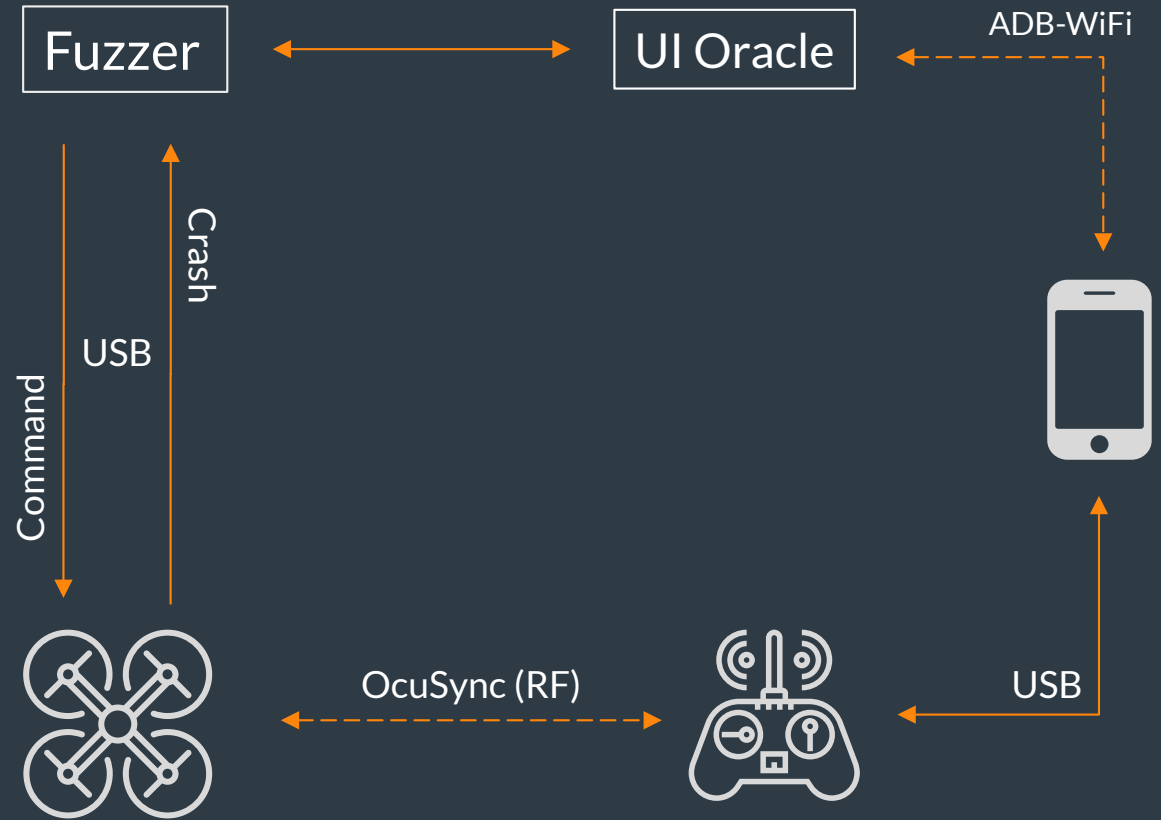 Fuzzer
UI Oracle
ADB-WiFi
Crash
USB
Command
OcuSync (RF)
USB